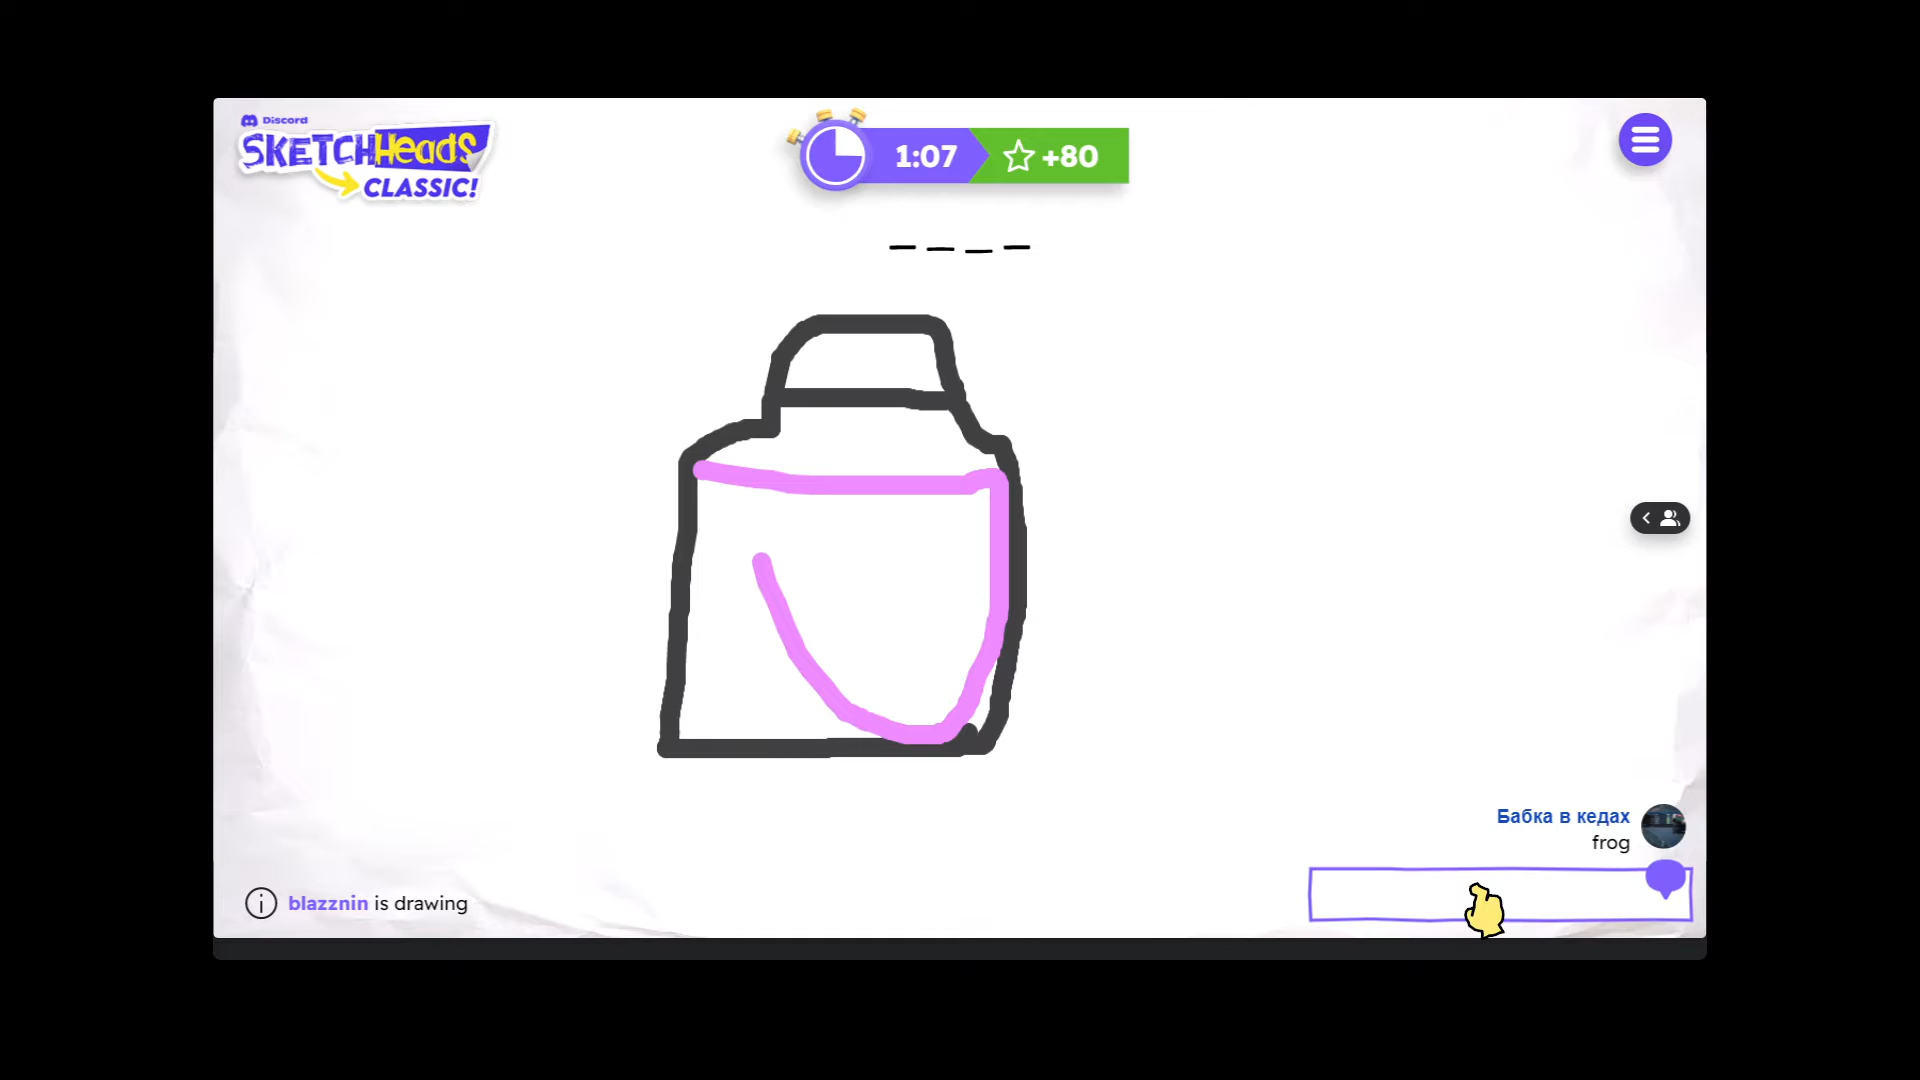 Discord
SKETCHHeadS
CLASSIC!
1:07
+80
Бабка в кедах
frog
blazznin is drawing